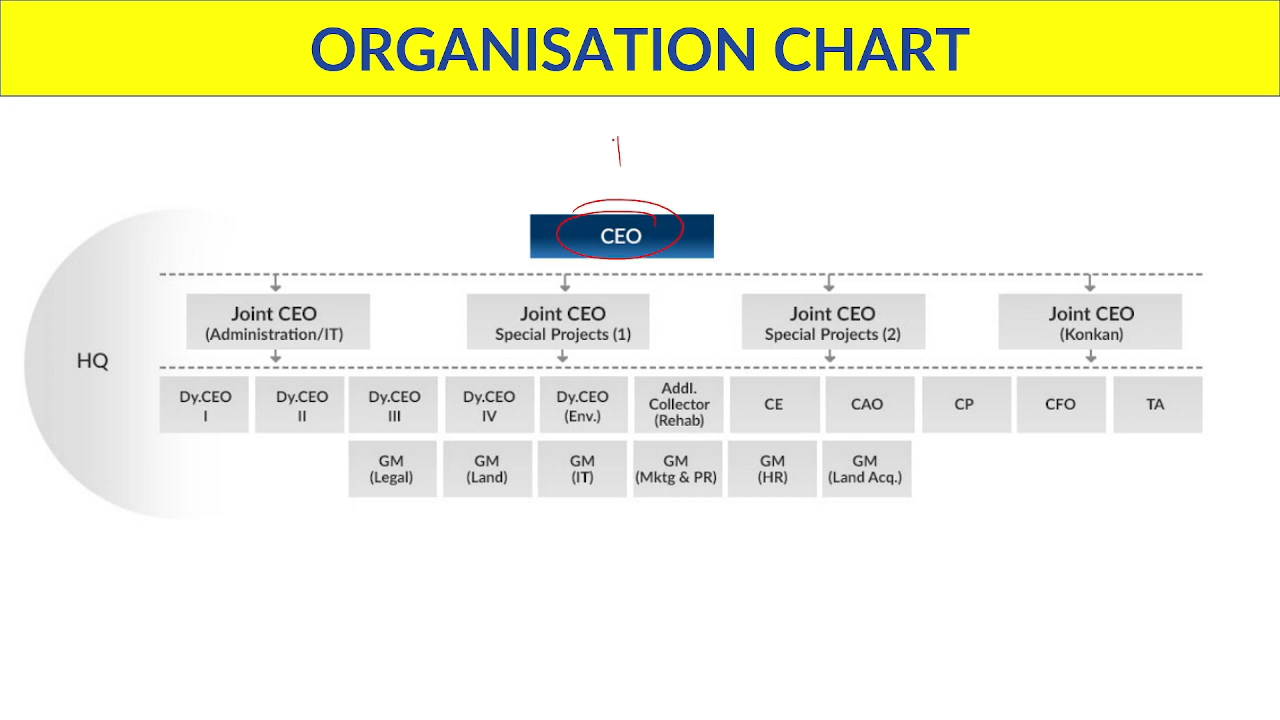 ORGANISATION CHART
CEO
HQ
Joint CEO
(Administration/IT)
Joint CEO
Special Projects (1)
Joint CEO
Special Projects (2)
Joint CEO
(Konkan)
Dy.CEO
I
Dy.CEO
II
Dy.CEO
III
Dy.CEO
IV
Dy.CEO
(Env.)
Addl.
Collector
(Rehab)
CE
CAO
CP
CFO
TA
GM
(Legal)
GM
(Land)
GM
(IT)
GM
(Mktg & PR)
GM
(HR)
GM
(Land Acq.)